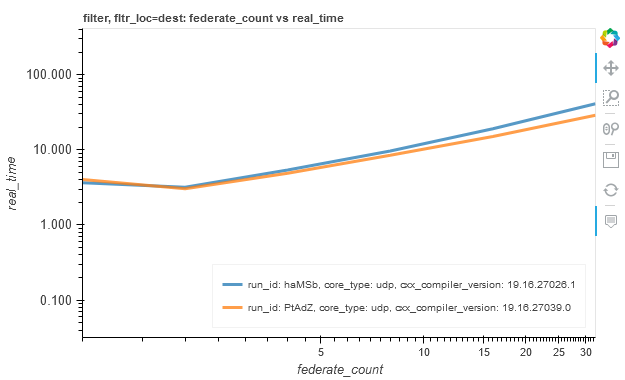 filter, fltr_loc=dest: federate_count vs real_time
100.000
10.000
1.000
0.100
real_time
run_id: haMSb, core_type: udp, cxx_compiler_version: 19.16.27026.1
run_id: PtAdZ, core_type: udp, cxx_compiler_version: 19.16.27039.0
5 10 15 20 25 30
federate_count